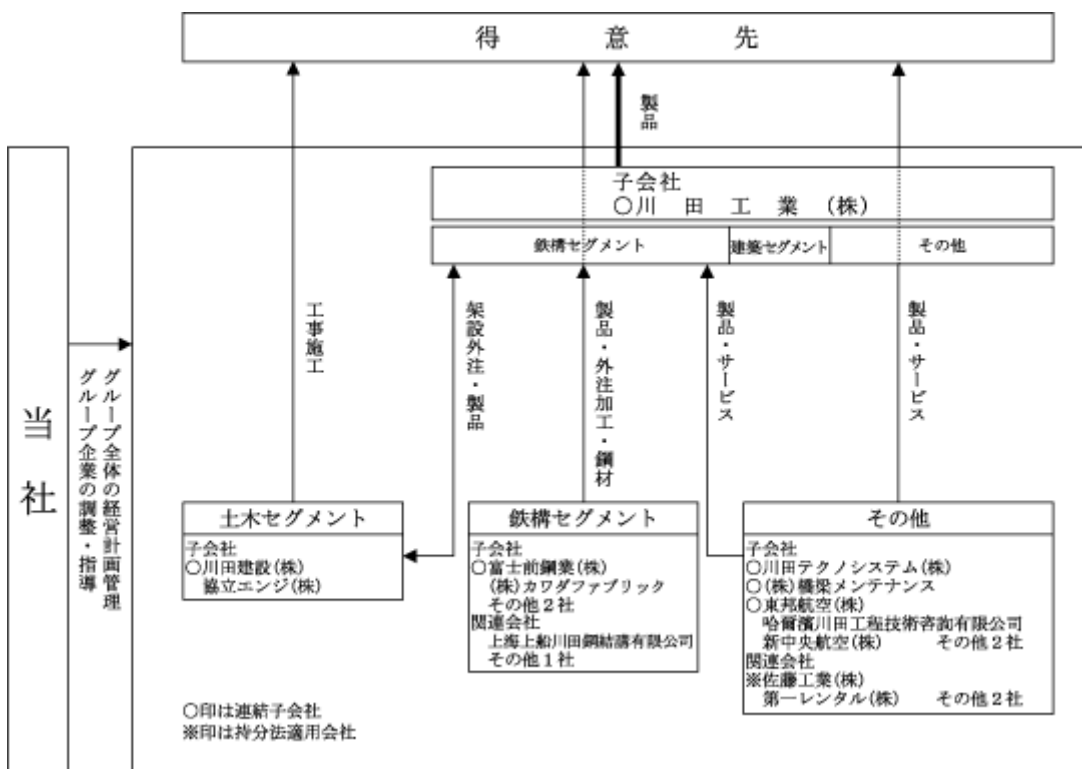 得意先
製品
子会社
○川田工業(株)
鉄構セグメント
建築セグメント
その他
工事施工
架設外注・製品
製品・外注加工・鋼材
製品・サービス
製品・サービス
当社
グループ全体の経営計画管理
グループ企業の調整・指導
土木セグメント
子会社
○川田建設(株)
協立エンジ(株)
鉄構セグメント
子会社
○富士前鋼業(株)
(株)カワダファブリック
その他2社
関連会社
上海上船川田鋼結講有限公司
その他1社
その他
子会社
○川田テクノシステム(株)
○(株)橋梁メンテナンス
○東邦航空(株)
哈爾濱川田工程技術咨詢有限公司
新中央航空(株) その他2社
関連会社
※佐藤工業(株)
第一レンタル(株) その他2社
○印は連結子会社
※印は持分法適用会社